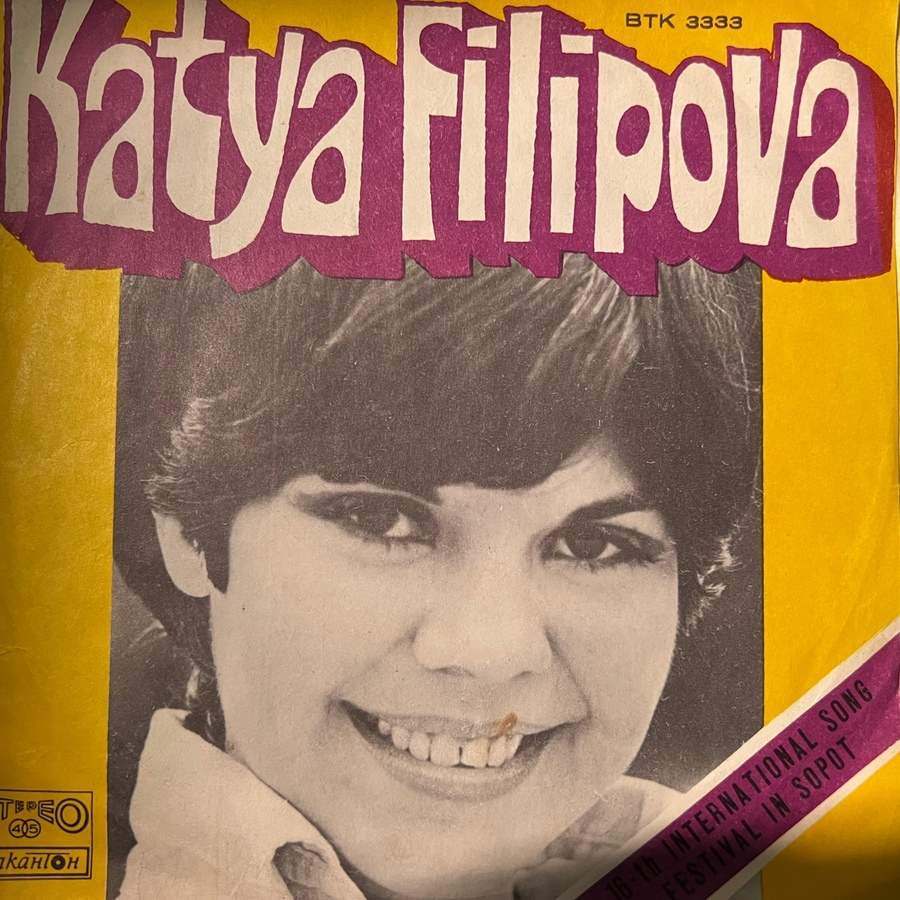 BTK 3333
Katya Filipova
16-th INTERNATIONAL SONG
FESTIVAL IN SOPOT
СТЕРЕО
45
Балкантон